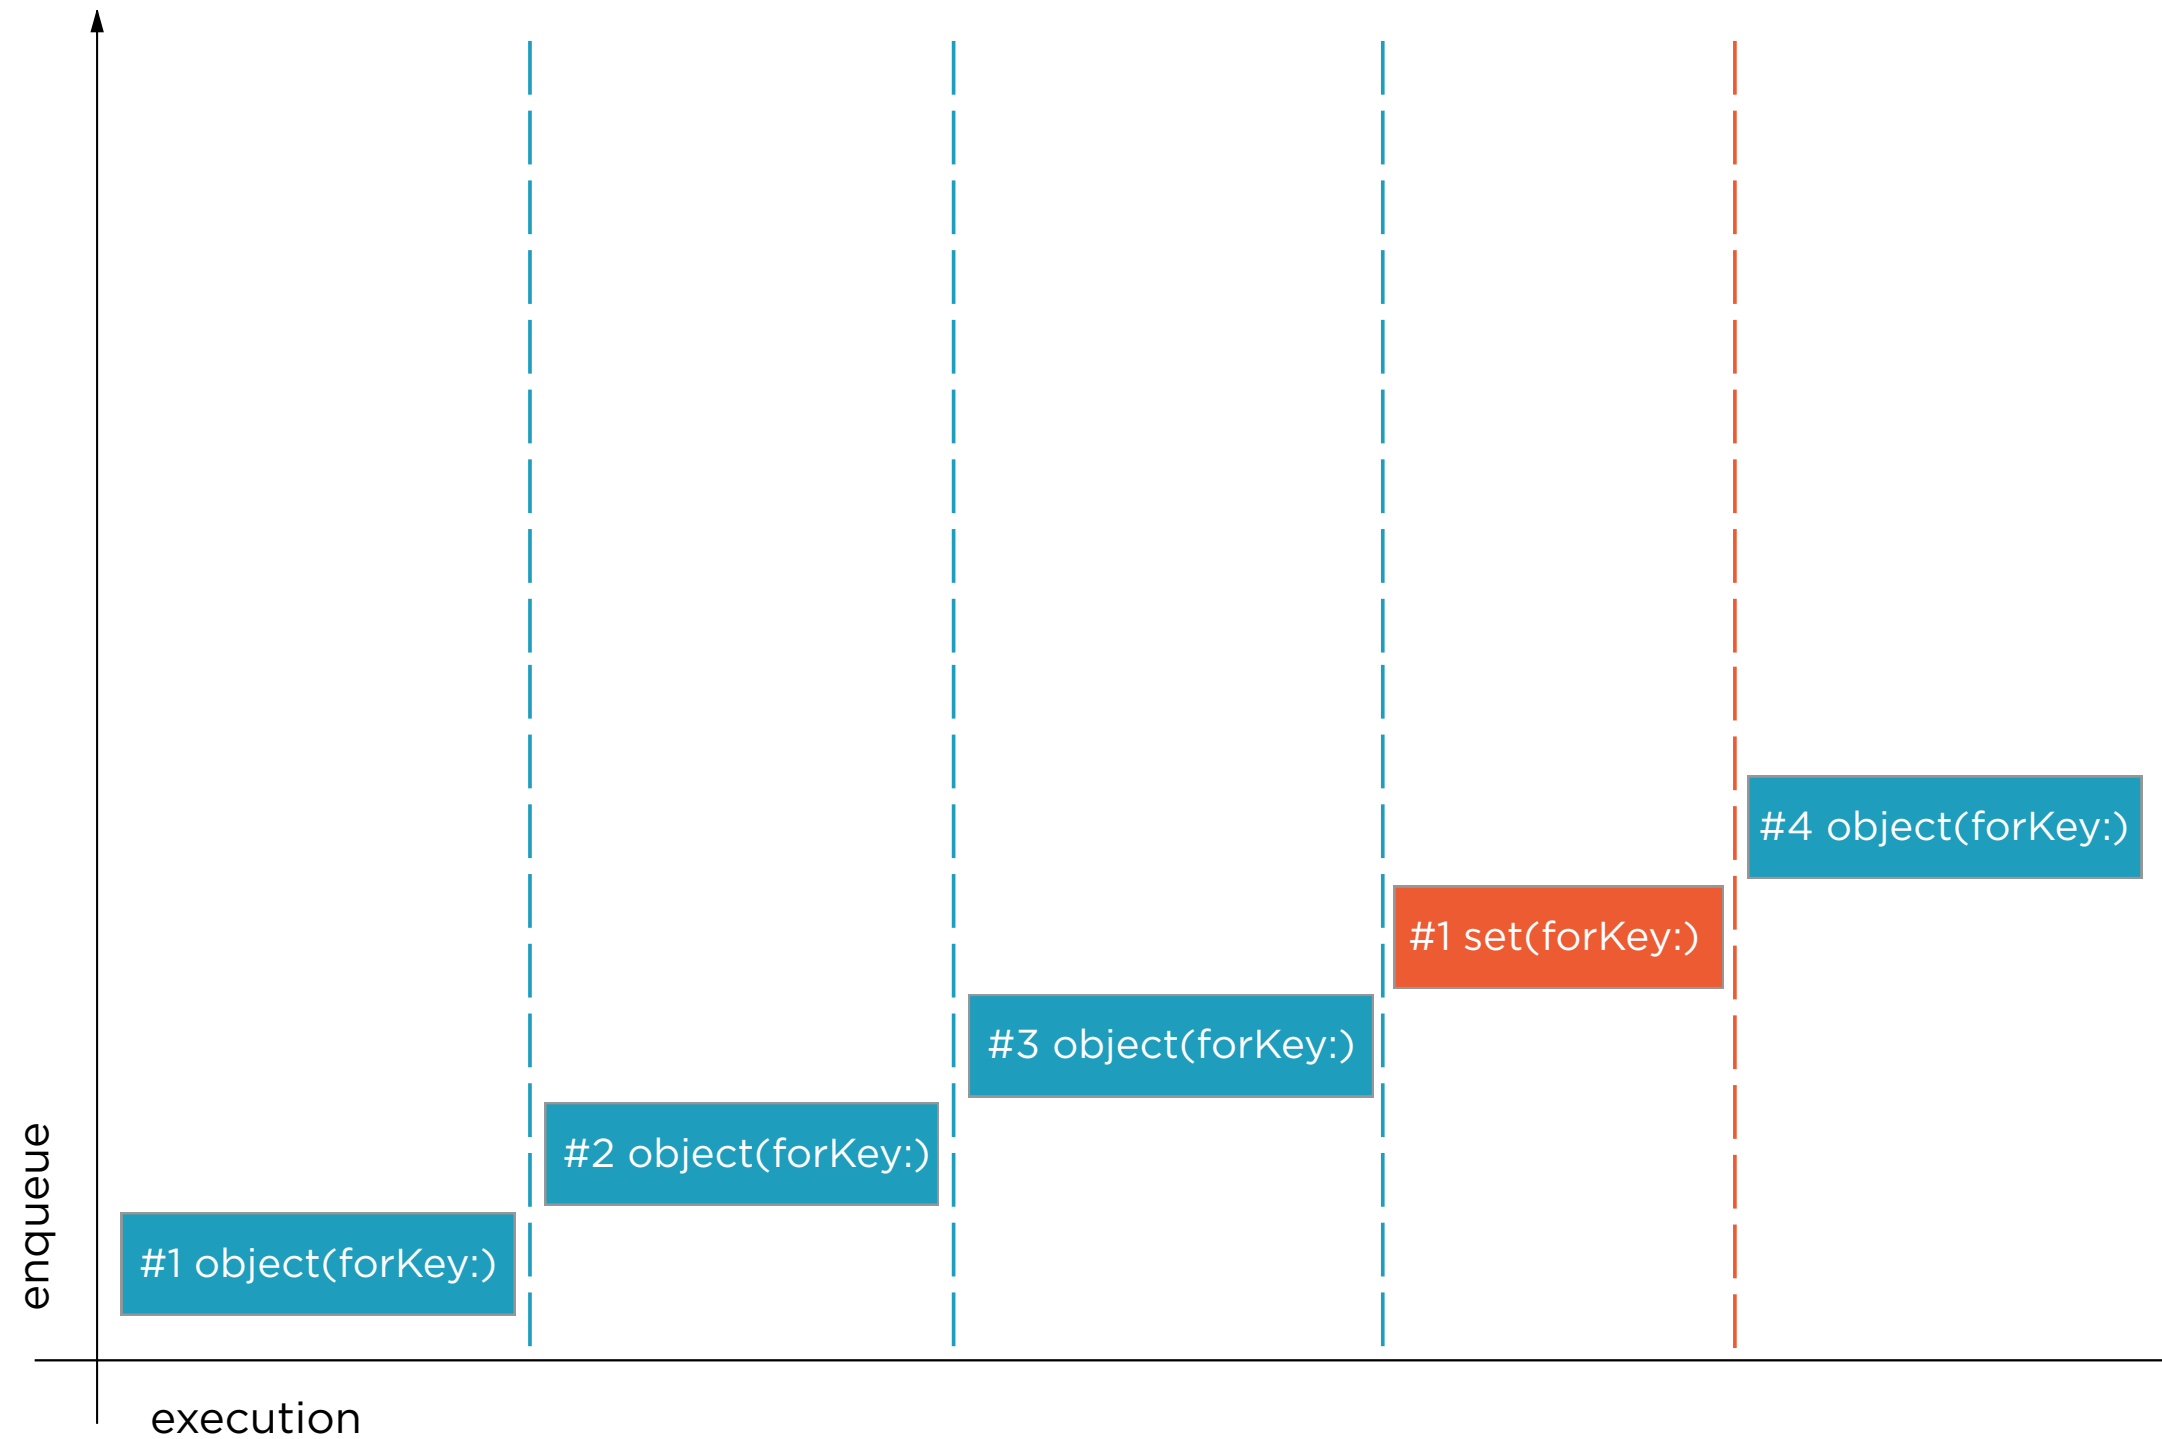 #4 object(forKey:)
#1 set(forKey:)
#3 object(forKey:)
#2 object(forKey:)
#1 object(forKey:)
enqueue
execution